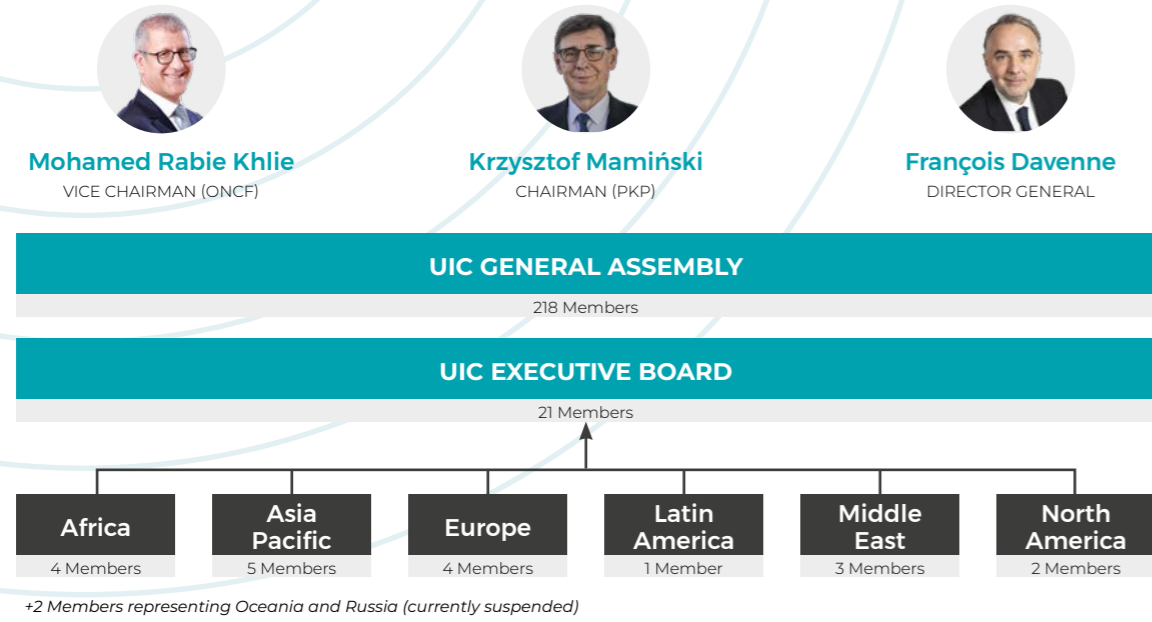 Mohamed Rabie Khlie
VICE CHAIRMAN (ONCF)
Krzysztof Mamiński
CHAIRMAN (PKP)
François Davenne
DIRECTOR GENERAL
UIC GENERAL ASSEMBLY
218 Members
UIC EXECUTIVE BOARD
21 Members
Africa
4 Members
Asia
Pacific
5 Members
Europe
4 Members
Latin
America
1 Member
Middle
East
3 Members
North
America
2 Members
+2 Members representing Oceania and Russia (currently suspended)